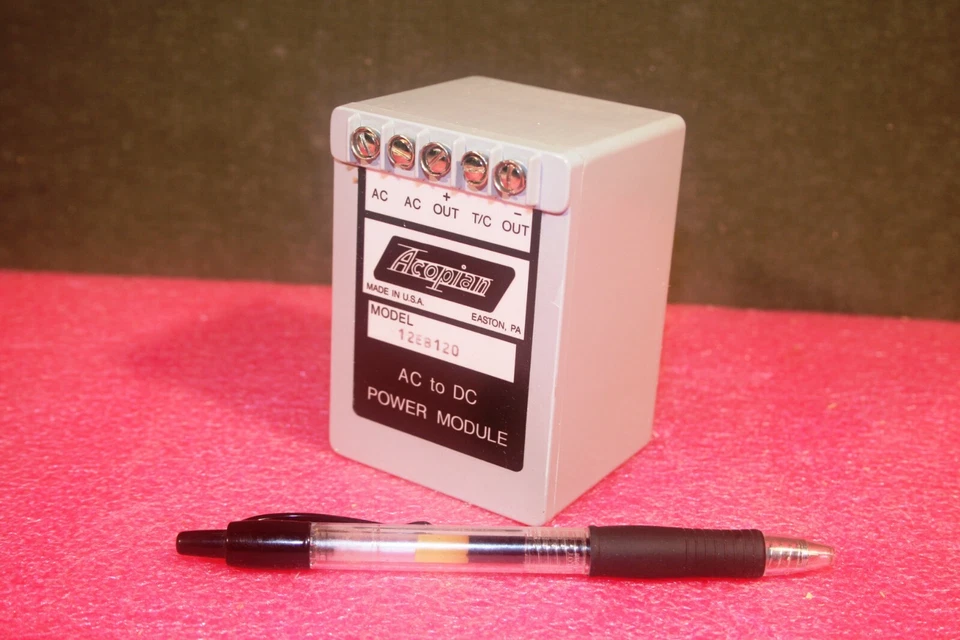 + -
AC AC OUT T/C OUT
Acopian
MADE IN U.S.A. EASTON, PA
MODEL
12EB120
AC to DC
POWER MODULE